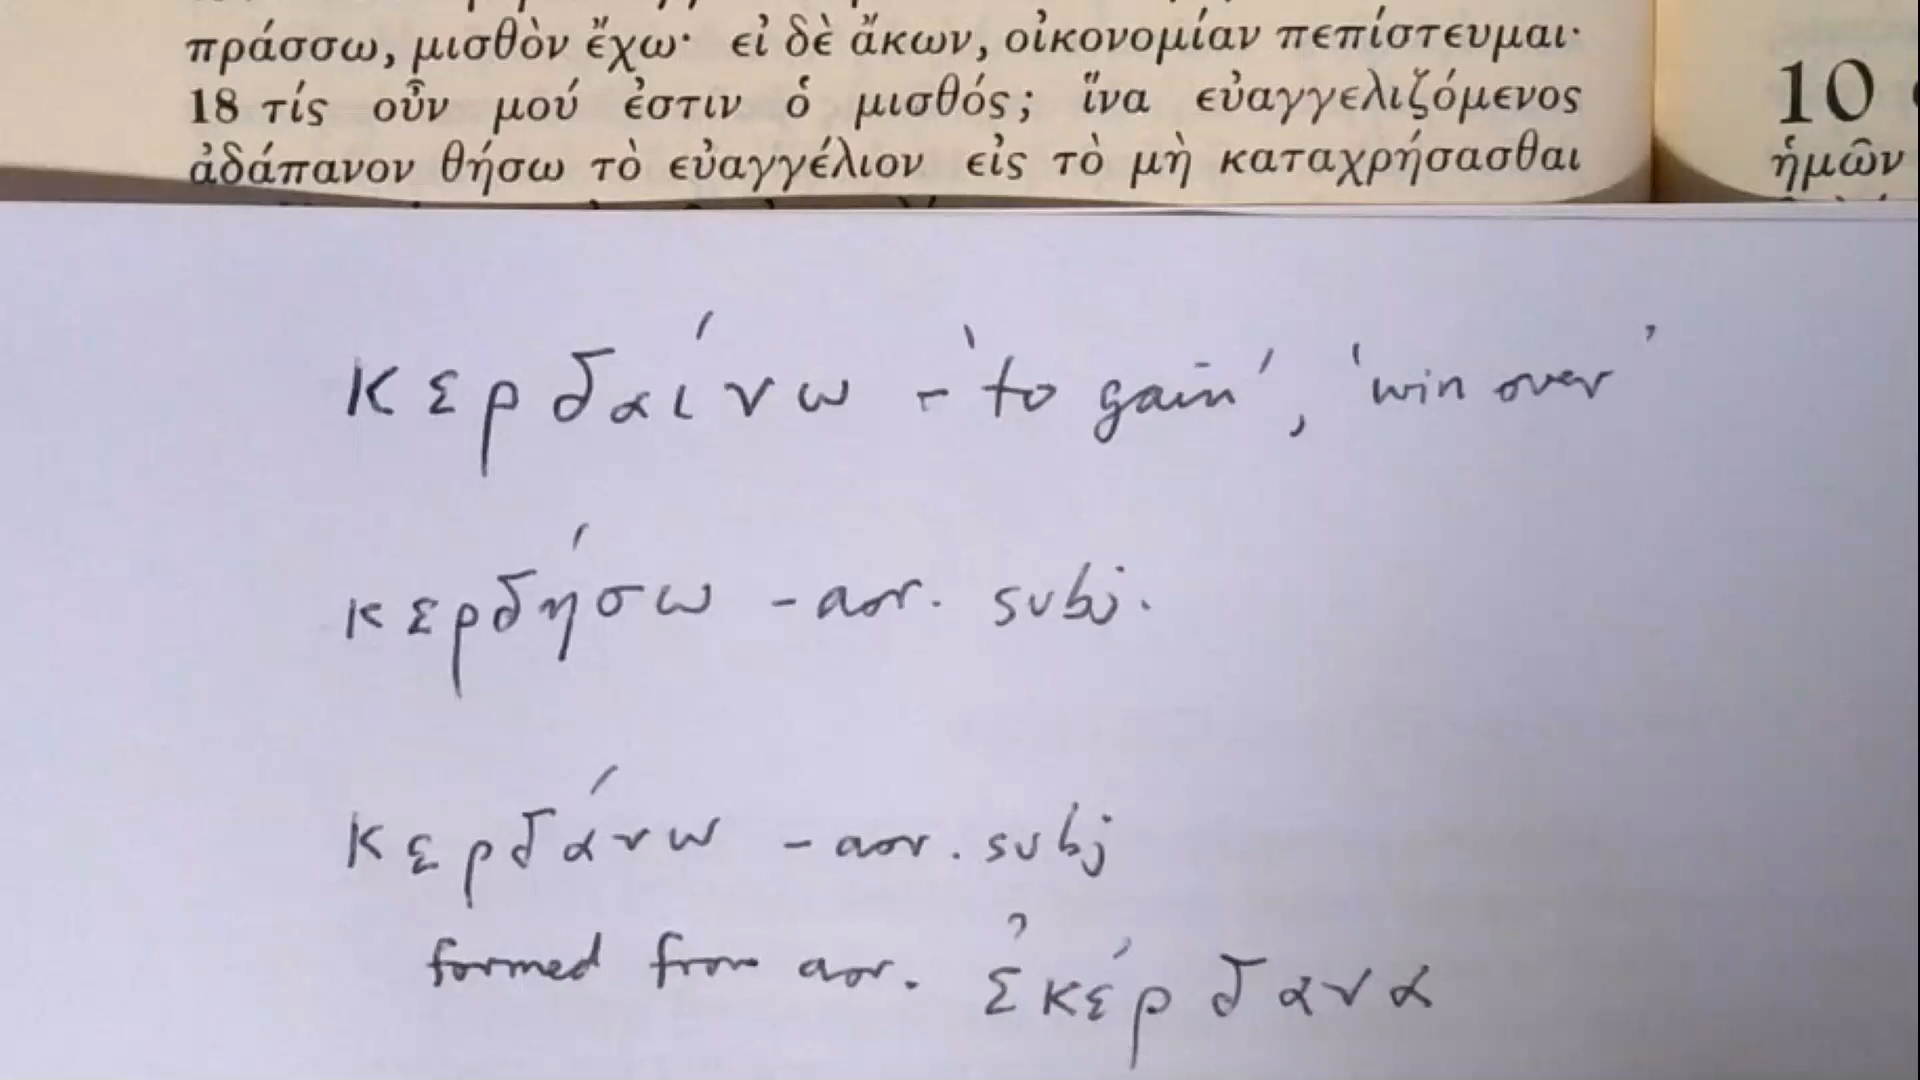 πράσσω, μισθὸν ἔχω· εἰ δὲ ἄκων, οἰκονομίαν πεπίστευμαι·
18 τίς οὖν μού ἐστιν ὁ μισθός; ἵνα εὐαγγελιζόμενος
ἀδάπανον θήσω τὸ εὐαγγέλιον εἰς τὸ μὴ καταχρήσασθαι
10
ἡμῶν
κερδαίνω - 'to gain', 'win over'
κερδήσω - aor. subj.
κερδάνω - aor. subj
formed from aor. ἐκέρδανα